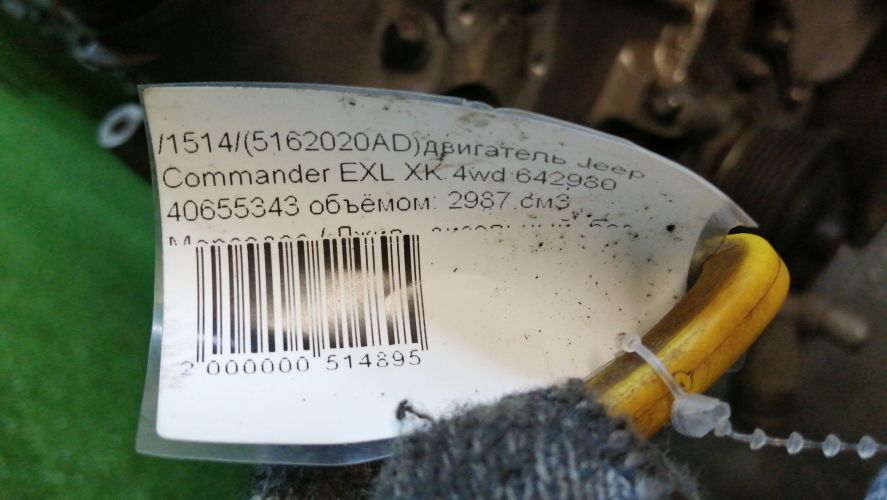 /1514/(5162020AD)двигатель Jeep
Commander EXL XK 4wd 642980
40655343 объёмом: 2987 см3
2 000000 514895